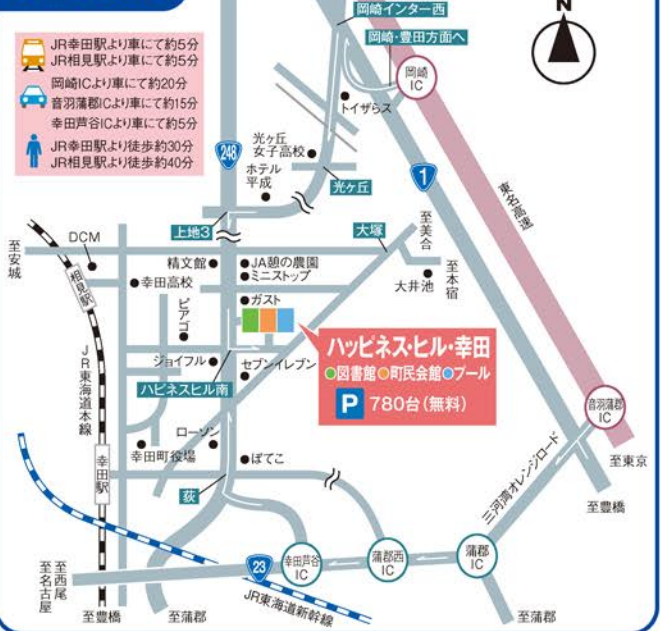 N
JR幸田駅より車にて約5分
JR相見駅より車にて約5分
岡崎ICより車にて約20分
音羽蒲郡ICより車にて約15分
幸田芦谷ICより車にて約5分
JR幸田駅より徒歩約30分
JR相見駅より徒歩約40分
岡崎インター西
岡崎・豊田方面へ
岡崎
IC
トイザらス
248
光ヶ丘
女子高校
ホテル
平成
光ヶ丘
1
東名高速
上地3
大塚
至美合
至本宿
大井池
至安城
DCM
相見駅
精文館
JA憩の農園
ミニストップ
幸田高校
ガスト
ピアゴ
ジョイフル
セブンイレブン
ハピネスヒル南
ハッピネス・ヒル・幸田
図書館
町民会館
プール
P 780台(無料)
JR東海道本線
音羽蒲郡
IC
至東京
至豊橋
三河湾オレンジロード
ローソン
幸田町役場
ぽてこ
幸田駅
荻
23
幸田芦谷
IC
蒲郡西
IC
蒲郡
IC
至西尾
至名古屋
至豊橋
至蒲郡
JR東海道新幹線
至蒲郡